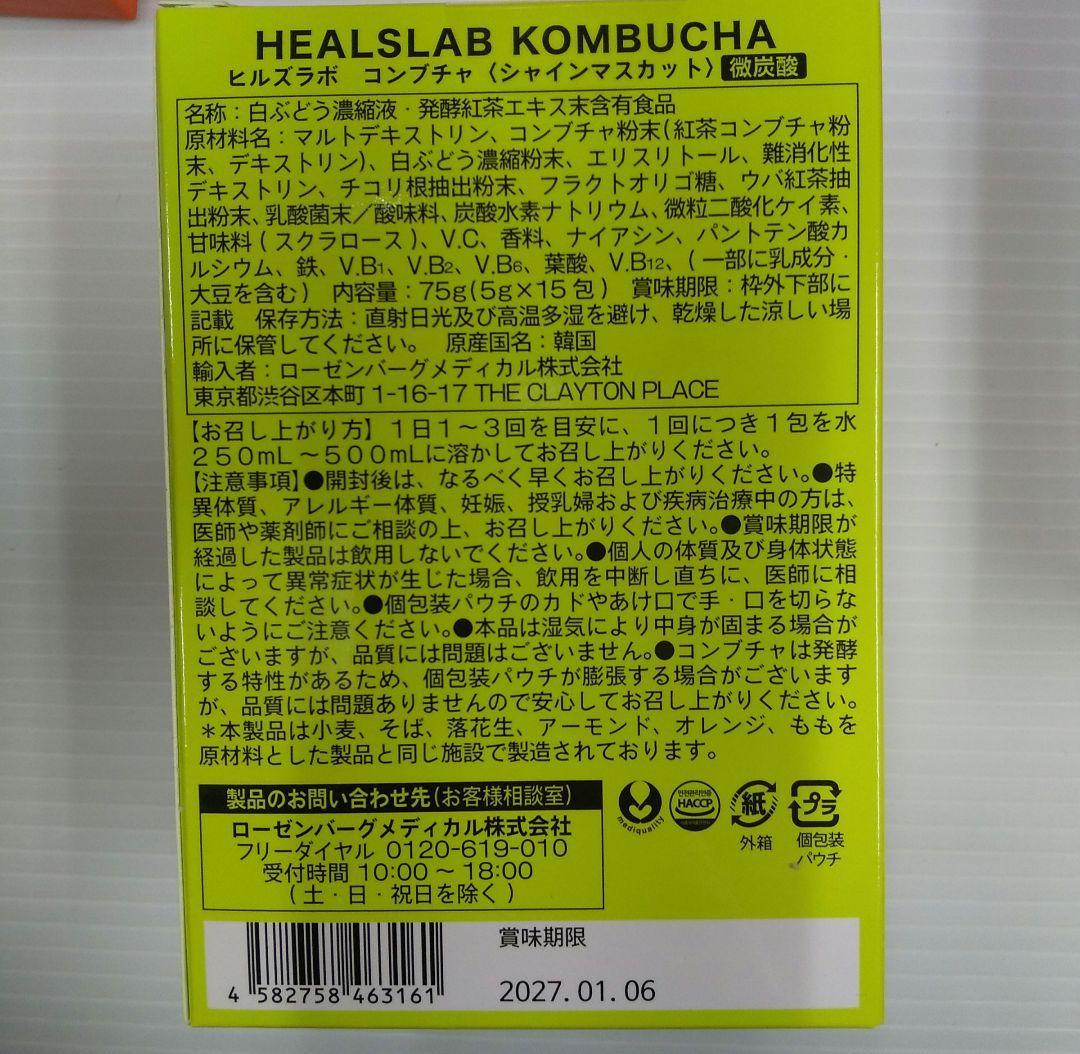 HEALSLAB KOMBUCHA
ヒルズラボ コンブチャ〈シャインマスカット〉微炭酸
名称：白ぶどう濃縮液・発酵紅茶エキス末含有食品
原材料名：マルトデキストリン、コンブチャ粉末(紅茶コンブチャ粉
末、デキストリン)、白ぶどう濃縮粉末、エリスリトール、難消化性
デキストリン、チコリ根抽出粉末、フラクトオリゴ糖、ウバ紅茶抽
出粉末、乳酸菌末／酸味料、炭酸水素ナトリウム、微粒二酸化ケイ素、
甘味料(スクラロース)、V.C、香料、ナイアシン、パントテン酸カ
ルシウム、鉄、V.B1、V.B2、V.B6、葉酸、V.B12、(一部に乳成分・
大豆を含む) 内容量：75g(5g×15包) 賞味期限：枠外下部に
記載 保存方法：直射日光及び高温多湿を避け、乾燥した涼しい場
所に保管してください。 原産国名：韓国
輸入者：ローゼンバーグメディカル株式会社
東京都渋谷区本町 1-16-17 THE CLAYTON PLACE
【お召し上がり方】1日1～3回を目安に、1回につき1包を水
250mL～500mLに溶かしてお召し上がりください。
【注意事項】●開封後は、なるべく早くお召し上がりください。●特
異体質、アレルギー体質、妊娠、授乳婦および疾病治療中の方は、
医師や薬剤師にご相談の上、お召し上がりください。●賞味期限が
経過した製品は飲用しないでください。●個人の体質及び身体状態
によって異常症状が生じた場合、飲用を中断し直ちに、医師に相
談してください。●個包装パウチのカドやあけ口で手・口を切らな
いようにご注意ください。●本品は湿気により中身が固まる場合が
ございますが、品質には問題はございません。●コンブチャは発酵
する特性があるため、個包装パウチが膨張する場合がございます
が、品質には問題ありませんので安心してお召し上がりください。
＊本製品は小麦、そば、落花生、アーモンド、オレンジ、ももを
原材料とした製品と同じ施設で製造されております。
製品のお問い合わせ先(お客様相談室)
ローゼンバーグメディカル株式会社
フリーダイヤル 0120-619-010
受付時間 10:00～18:00
(土・日・祝日を除く)
mediquality
HACCP
紙
外箱
プラ
個包装
パウチ
賞味期限
2027.01.06
4 582758 463161